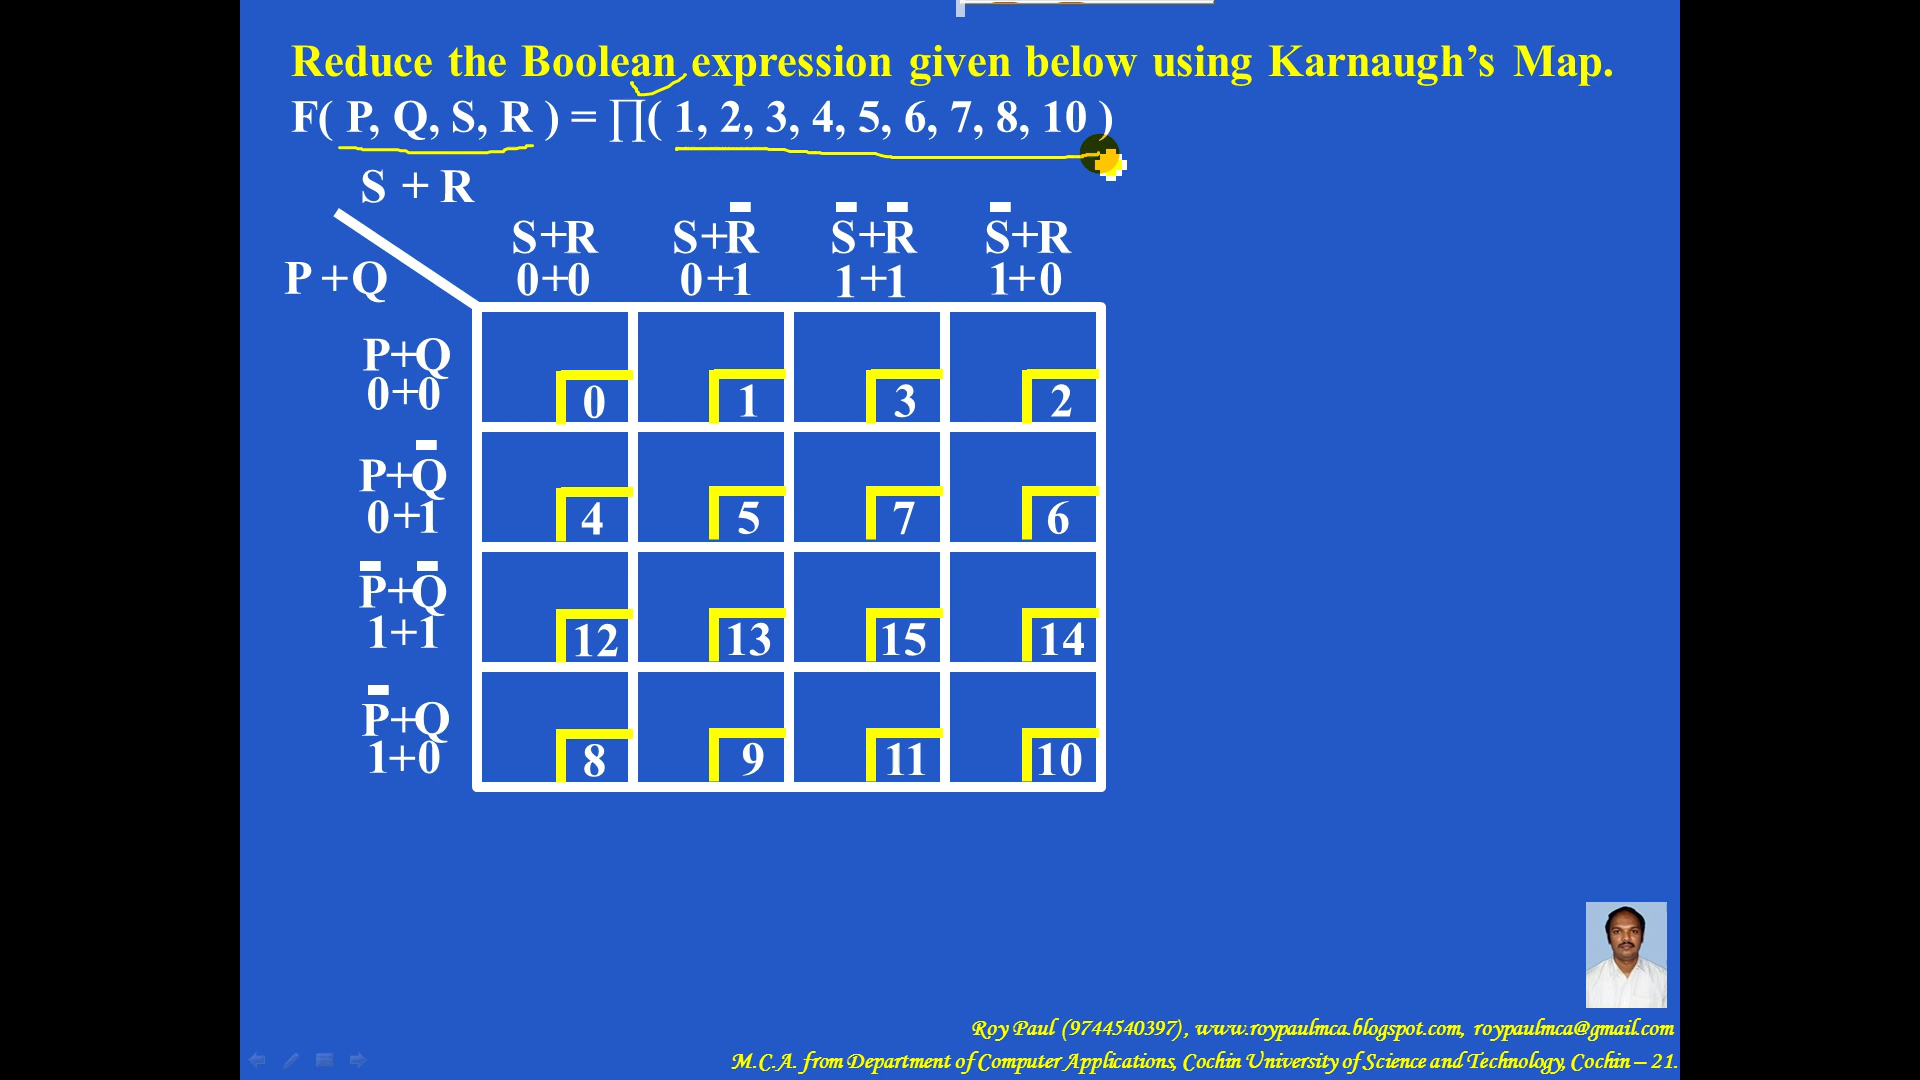 Reduce the Boolean expression given below using Karnaugh's Map.
F( P, Q, S, R ) = ∏( 1, 2, 3, 4, 5, 6, 7, 8, 10 )
S + R
P + Q
S+R S+R̅ S̅+R̅ S̅+R
0+0 0+1 1+1 1+0
P+Q
0+0
0 1 3 2
P+Q̅
0+1
4 5 7 6
P̅+Q̅
1+1
12 13 15 14
P̅+Q
1+0
8 9 11 10
Roy Paul (9744540397), www.roypaulmca.blogspot.com, roypaulmca@gmail.com
M.C.A. from Department of Computer Applications, Cochin University of Science and Technology, Cochin – 21.